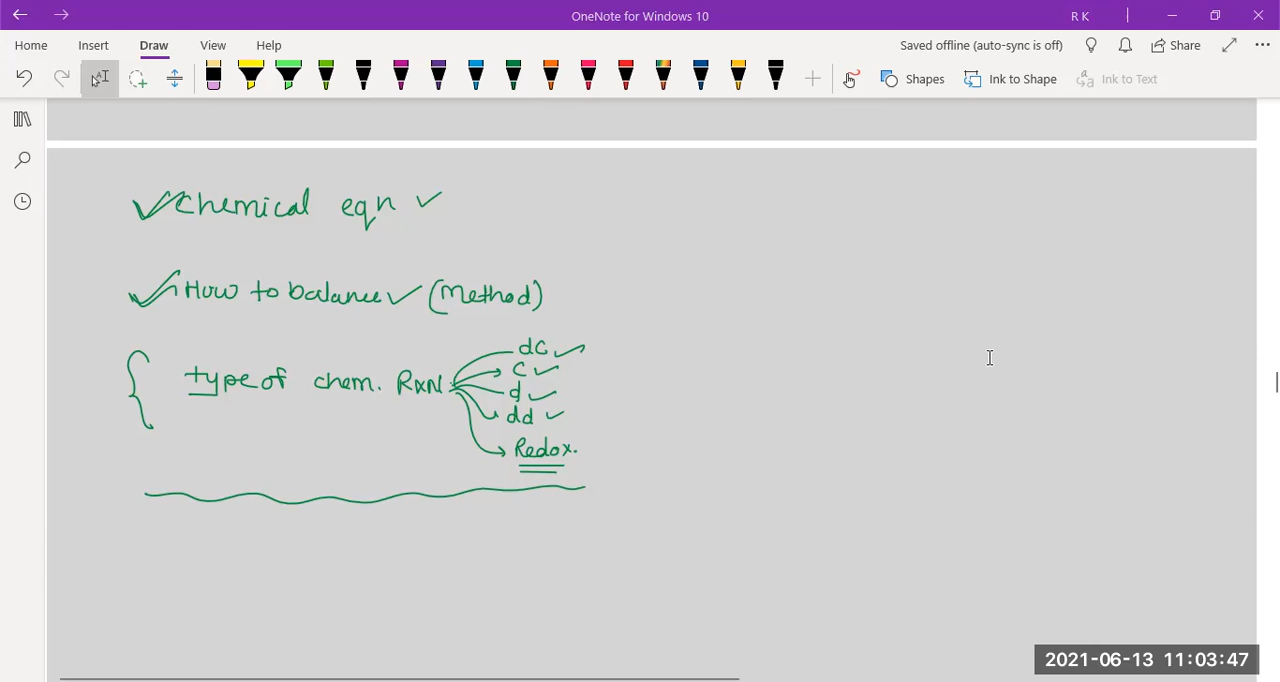 OneNote for Windows 10
R K
Home Insert Draw View Help
Saved offline (auto-sync is off) Share
Shapes Ink to Shape Ink to Text
Chemical eqn
How to balance (Method)
type of chem. RXN
dC
C
d
dd
Redox.
2021-06-13 11:03:47